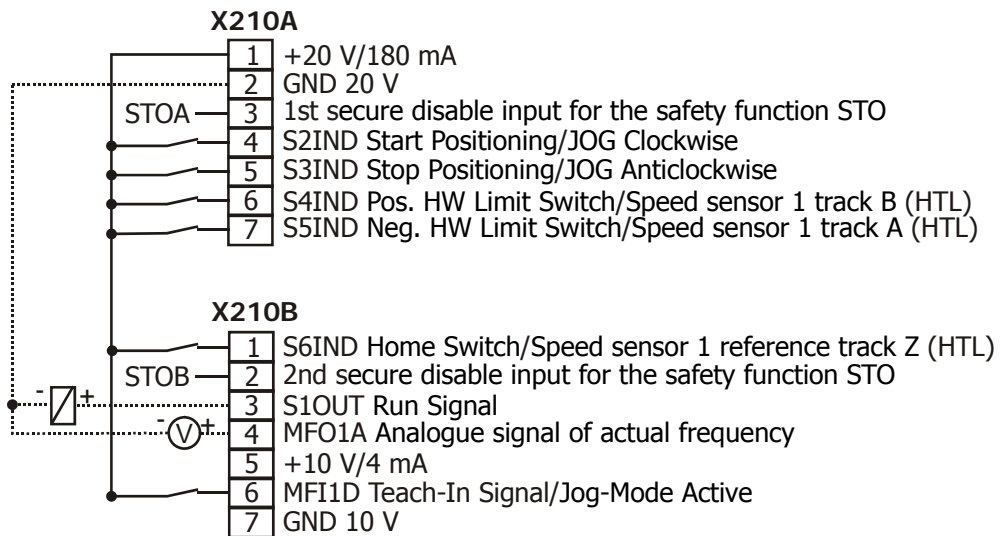 X210A
1 +20 V/180 mA
2 GND 20 V
STOA 3 1st secure disable input for the safety function STO
4 S2IND Start Positioning/JOG Clockwise
5 S3IND Stop Positioning/JOG Anticlockwise
6 S4IND Pos. HW Limit Switch/Speed sensor 1 track B (HTL)
7 S5IND Neg. HW Limit Switch/Speed sensor 1 track A (HTL)
X210B
1 S6IND Home Switch/Speed sensor 1 reference track Z (HTL)
STOB 2 2nd secure disable input for the safety function STO
- + 3 S1OUT Run Signal
- V + 4 MFO1A Analogue signal of actual frequency
5 +10 V/4 mA
6 MFI1D Teach-In Signal/Jog-Mode Active
7 GND 10 V